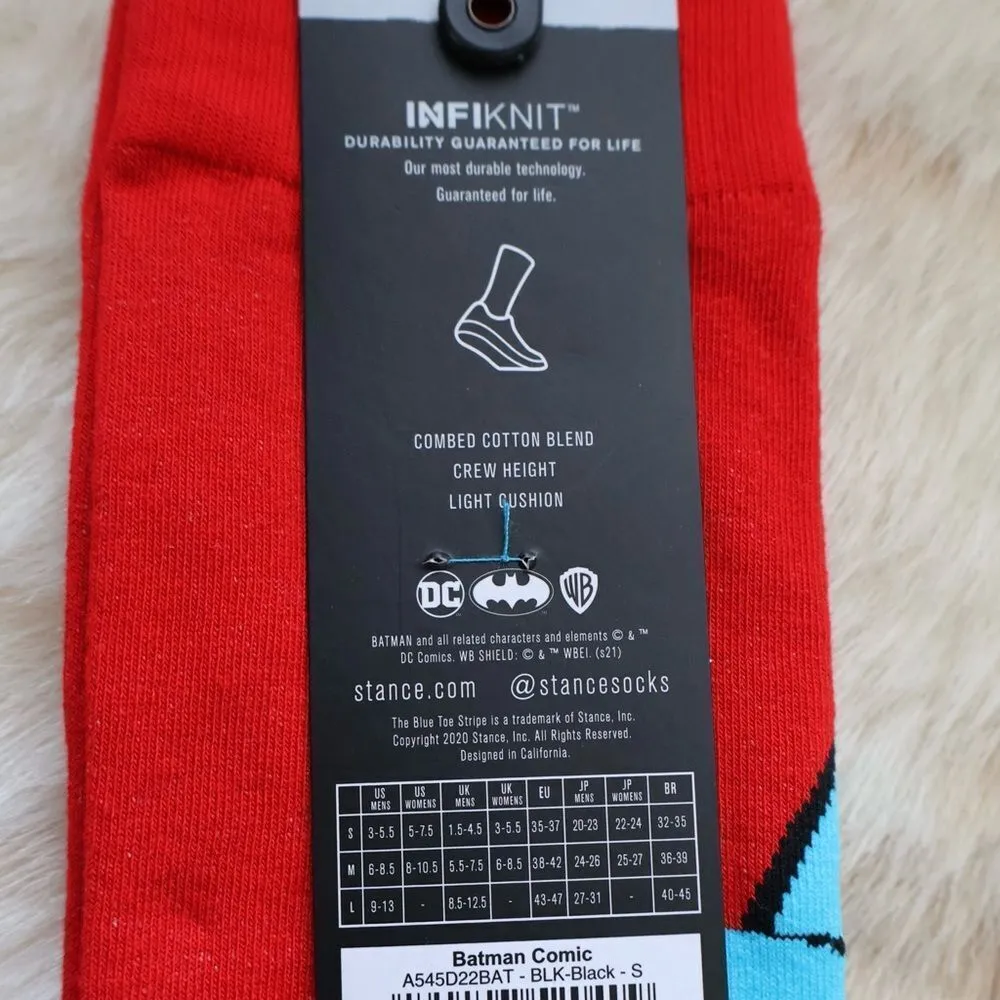 INFIKNIT™
DURABILITY GUARANTEED FOR LIFE
Our most durable technology.
Guaranteed for life.
COMBED COTTON BLEND
CREW HEIGHT
LIGHT CUSHION
DC WB
BATMAN and all related characters and elements © & ™
DC Comics. WB SHIELD: © & ™ WBEI. (s21)
stance.com @stancesocks
The Blue Toe Stripe is a trademark of Stance, Inc.
Copyright 2020 Stance, Inc. All Rights Reserved.
Designed in California.
US MENS US WOMENS UK MENS UK WOMENS EU JP MENS JP WOMENS BR
S 3-5.5 5-7.5 1.5-4.5 3-5.5 35-37 20-23 22-24 32-35
M 6-8.5 8-10.5 5.5-7.5 6-8.5 38-42 24-26 25-27 36-39
L 9-13 - 8.5-12.5 - 43-47 27-31 - 40-45
Batman Comic
A545D22BAT - BLK-Black - S